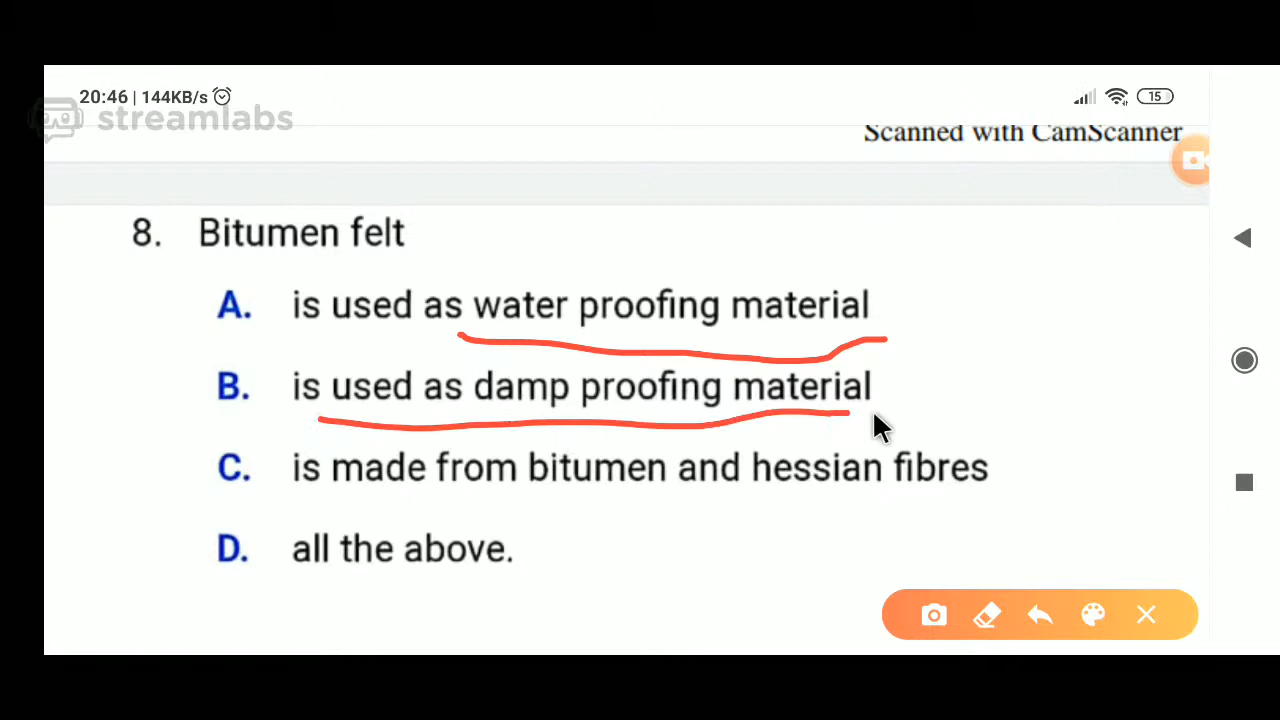 20:46 | 144KB/s
15
streamlabs
Scanned with CamScanner
8. Bitumen felt
A. is used as water proofing material
B. is used as damp proofing material
C. is made from bitumen and hessian fibres
D. all the above.